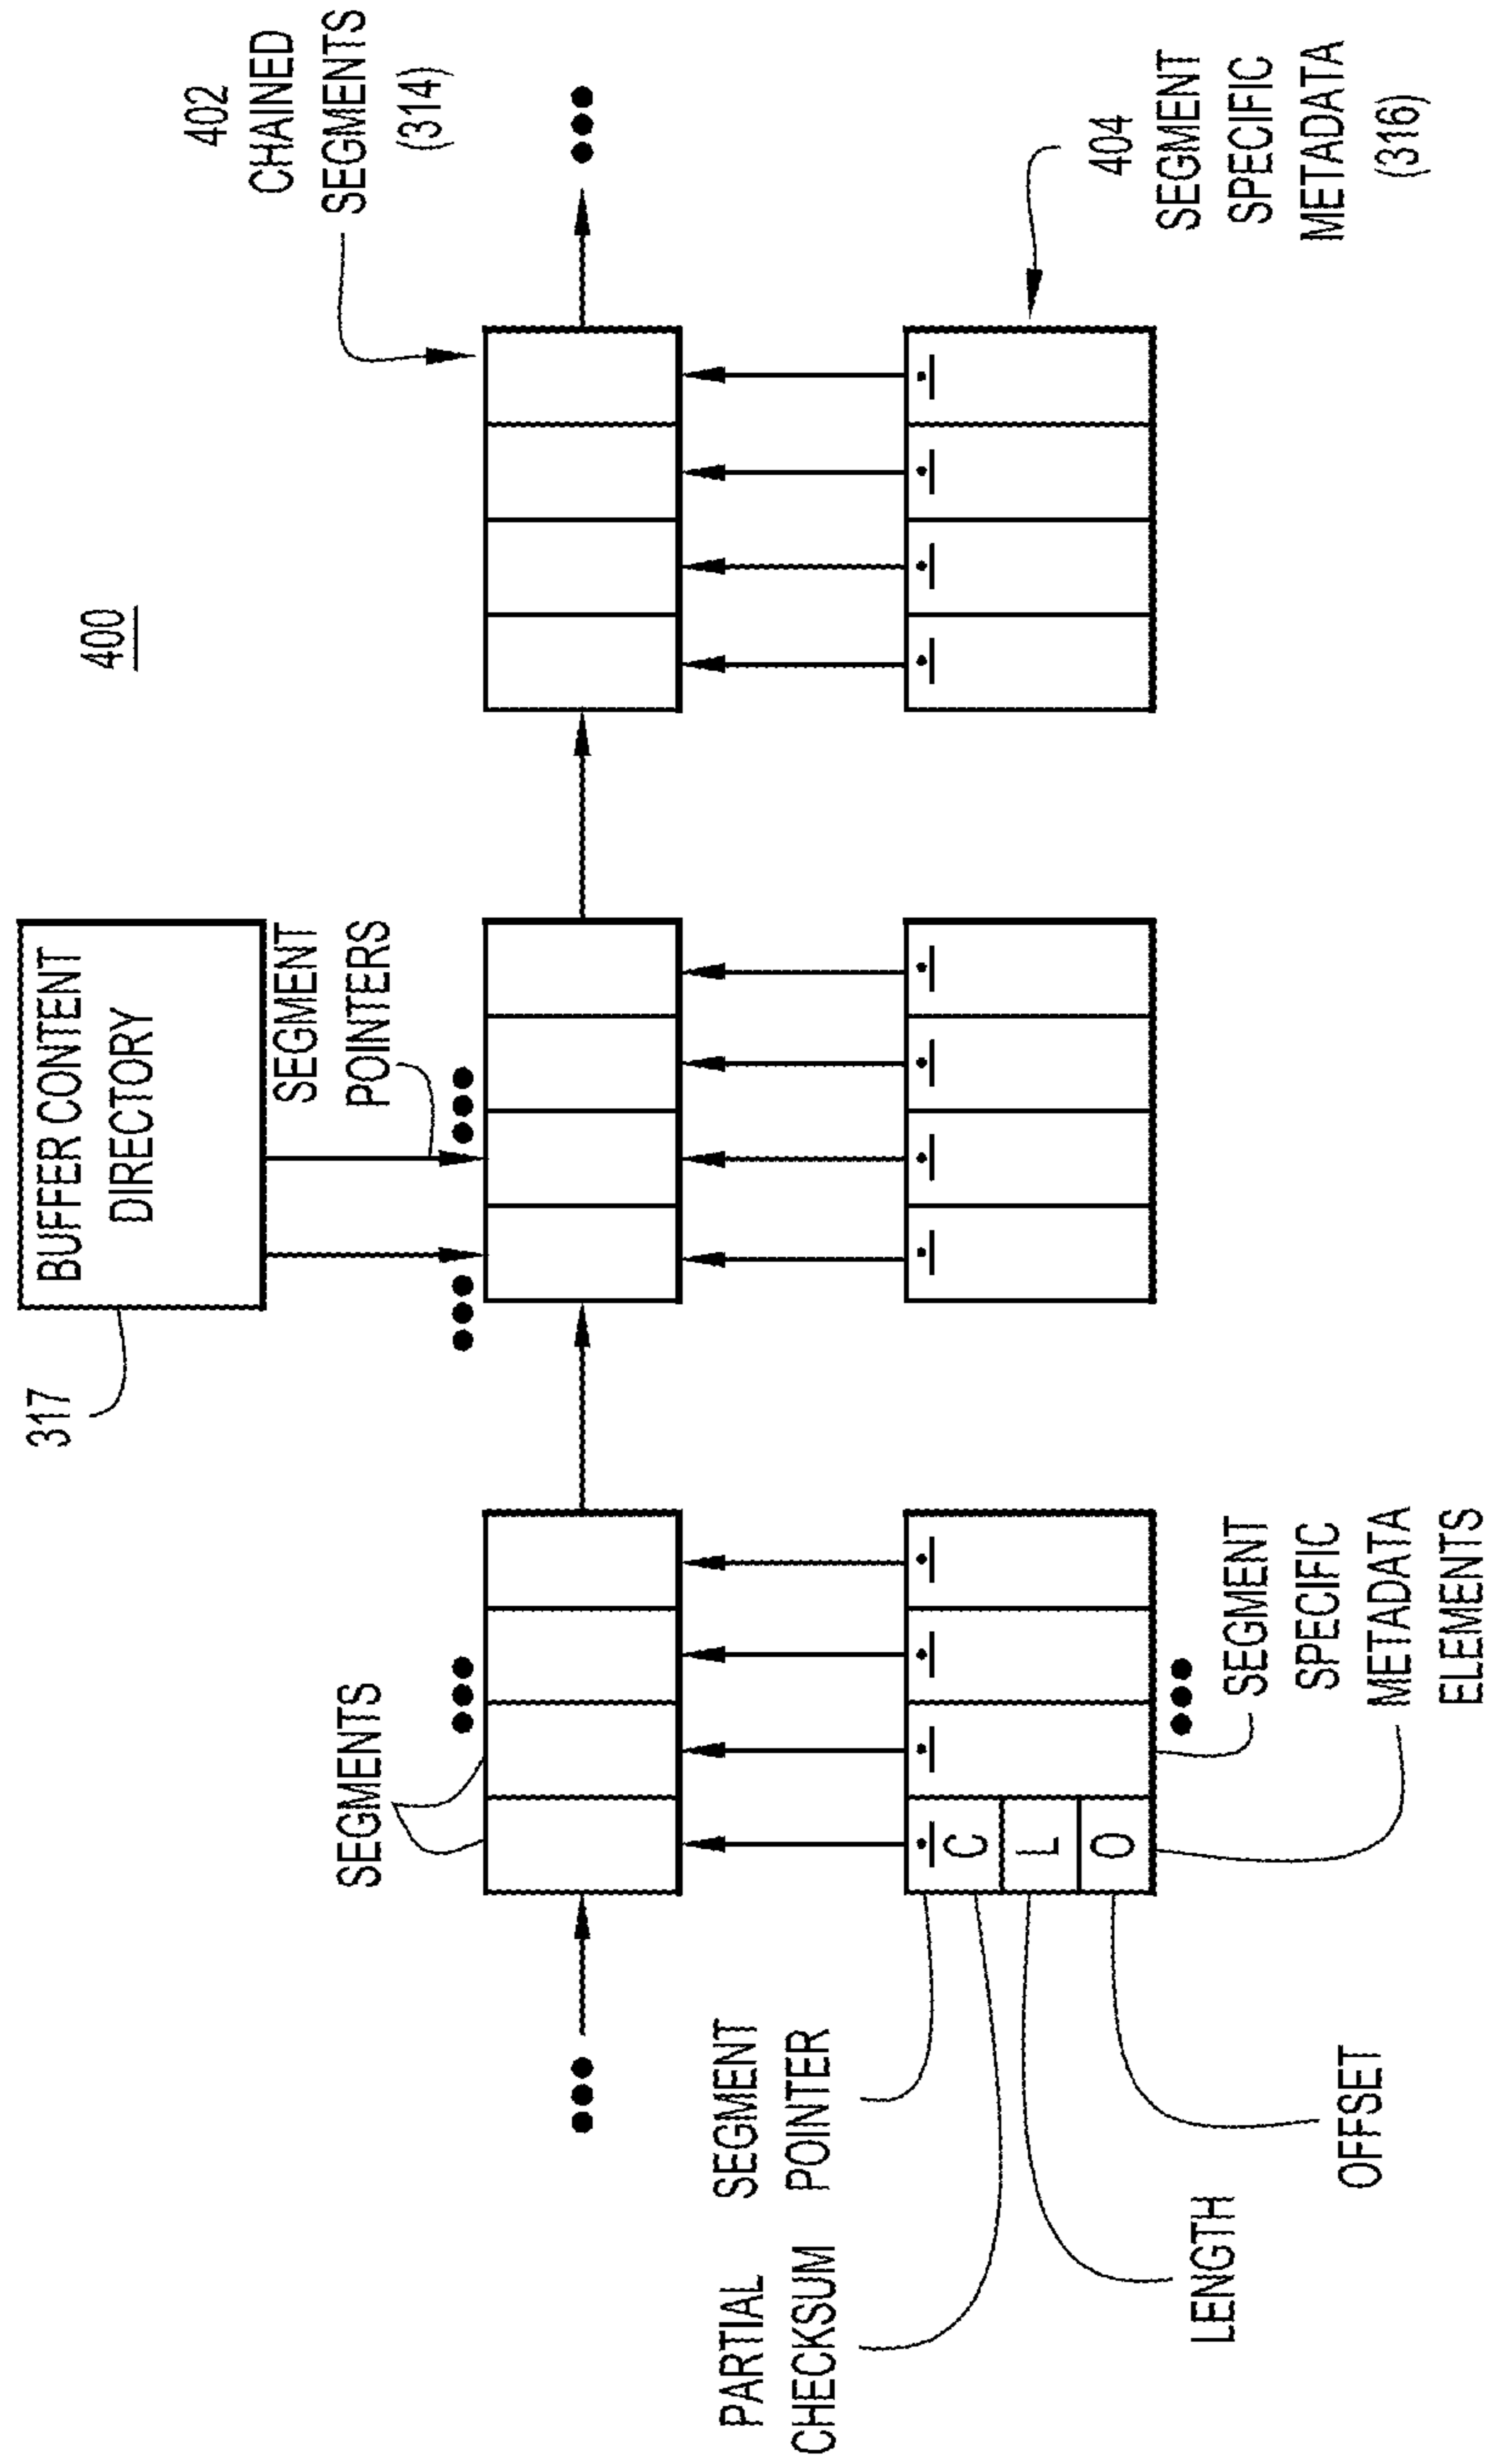 400
317
BUFFER CONTENT
DIRECTORY
SEGMENT
POINTERS
402
CHAINED
SEGMENTS
(314)
SEGMENTS
SEGMENT
POINTER
PARTIAL
CHECKSUM
C
L
O
LENGTH
OFFSET
SEGMENT
SPECIFIC
METADATA
ELEMENTS
404
SEGMENT
SPECIFIC
METADATA
(316)